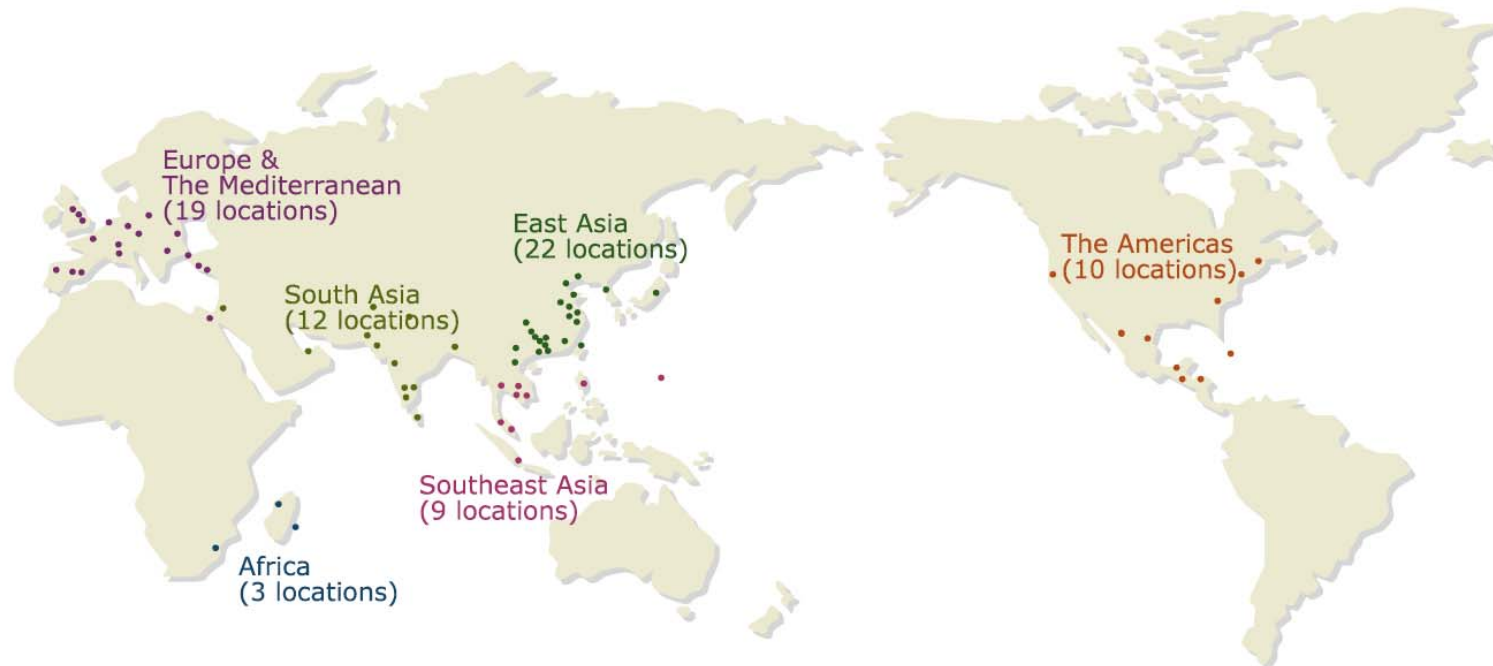 Europe &
The Mediterranean
(19 locations)
East Asia
(22 locations)
The Americas
(10 locations)
South Asia
(12 locations)
Southeast Asia
(9 locations)
Africa
(3 locations)